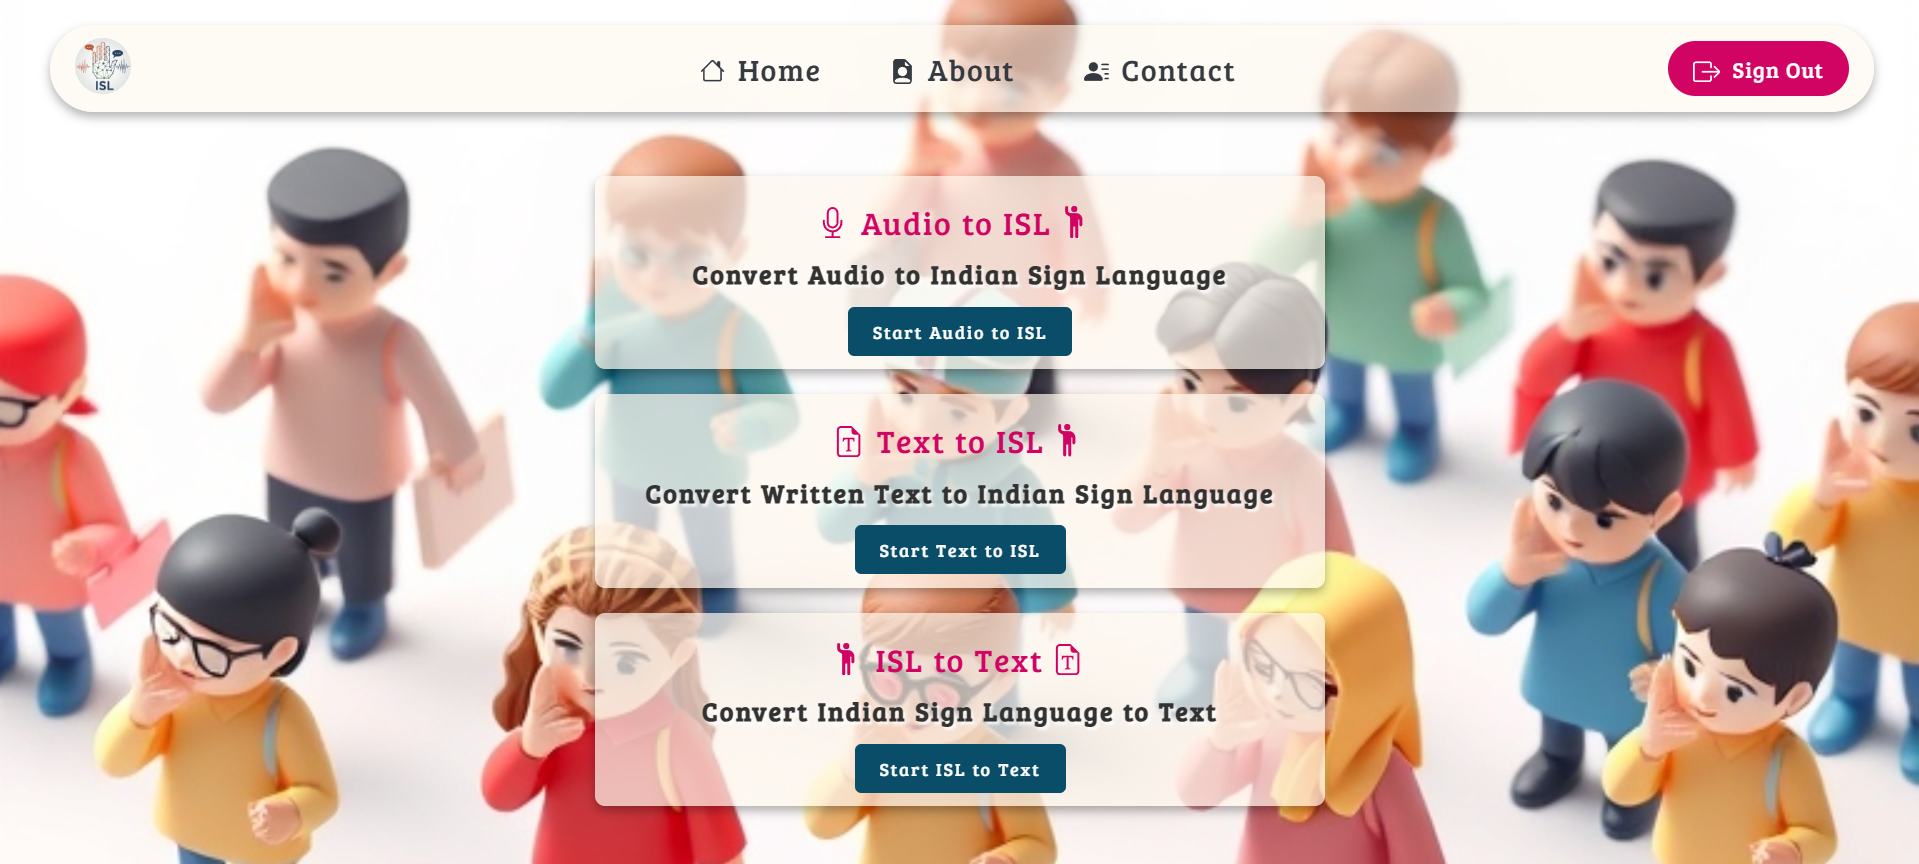 ISL
Home
About
Contact
Sign Out
Audio to ISL
Convert Audio to Indian Sign Language
Start Audio to ISL
T Text to ISL
Convert Written Text to Indian Sign Language
Start Text to ISL
ISL to Text T
Convert Indian Sign Language to Text
Start ISL to Text